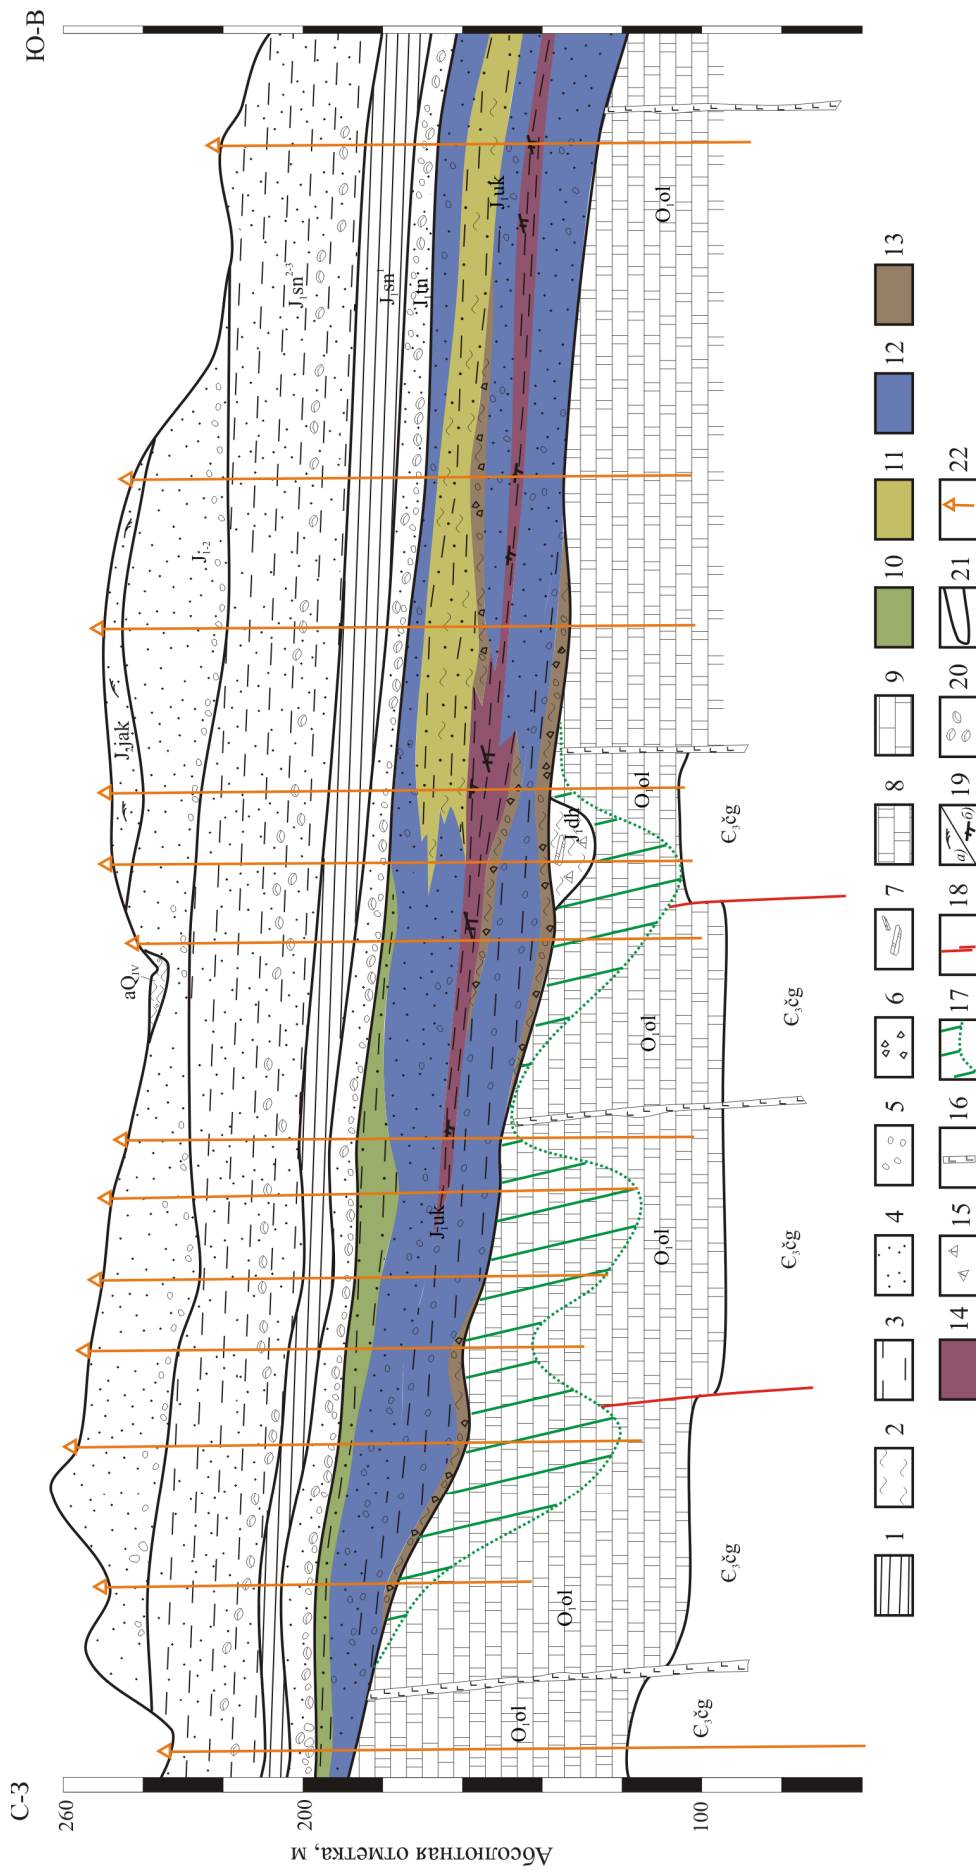 С-З
Ю-В
Абсолютная отметка, м
260
200
100
aQIV
J2jak
J1-2
J1sn2-3
J1sn1
J1tn
J1uk
J1uk
J1dh
O1ol
O1ol
O1ol
O1ol
O1ol
O1ol
Є3čg
Є3čg
Є3čg
Є3čg
Є3čg
1
2
3
4
5
6
7
8
9
10
11
12
13
14
15
16
17
18
а)
б)
19
20
21
22